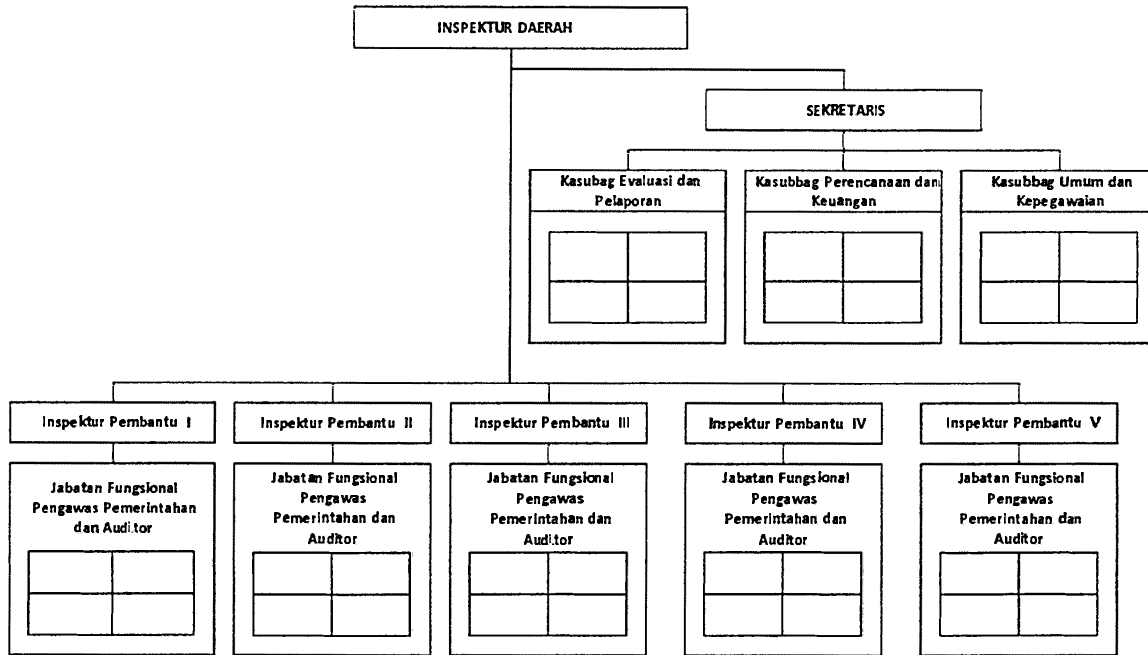 INSPEKTUR DAERAH
SEKRETARIS
Kasubag Evaluasi dan
Pelaporan
Kasubbag Perencanaan dan
Keuangan
Kasubbag Umum dan
Kepegawaian
Inspektur Pembantu I
Inspektur Pembantu II
Inspektur Pembantu III
Inspektur Pembantu IV
Inspektur Pembantu V
Jabatan Fungsional
Pengawas Pemerintahan
dan Auditor
Jabatan Fungsional
Pengawas
Pemerintahan dan
Auditor
Jabatan Fungsional
Pengawas
Pemerintahan dan
Auditor
Jabatan Fungsional
Pengawas
Pemerintahan dan
Auditor
Jabatan Fungsional
Pengawas
Pemerintahan dan
Auditor